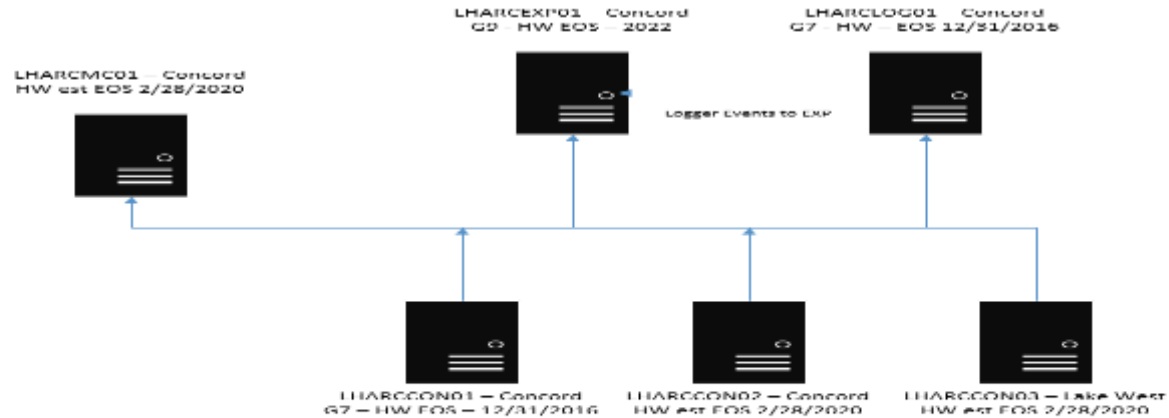 LHARCEXP01 – Concord
G9 - HW EOS – 2022
LHARCLOG01 – Concord
G7 - HW – EOS 12/31/2016
LHARCMC01 – Concord
HW est EOS 2/28/2020
Logger Events to EXP
LHARCCON01 – Concord
G7 – HW EOS – 12/31/2016
LHARCCON02 – Concord
HW est EOS 2/28/2020
LHARCCON03 – Lake West
HW est EOS 2/28/2020